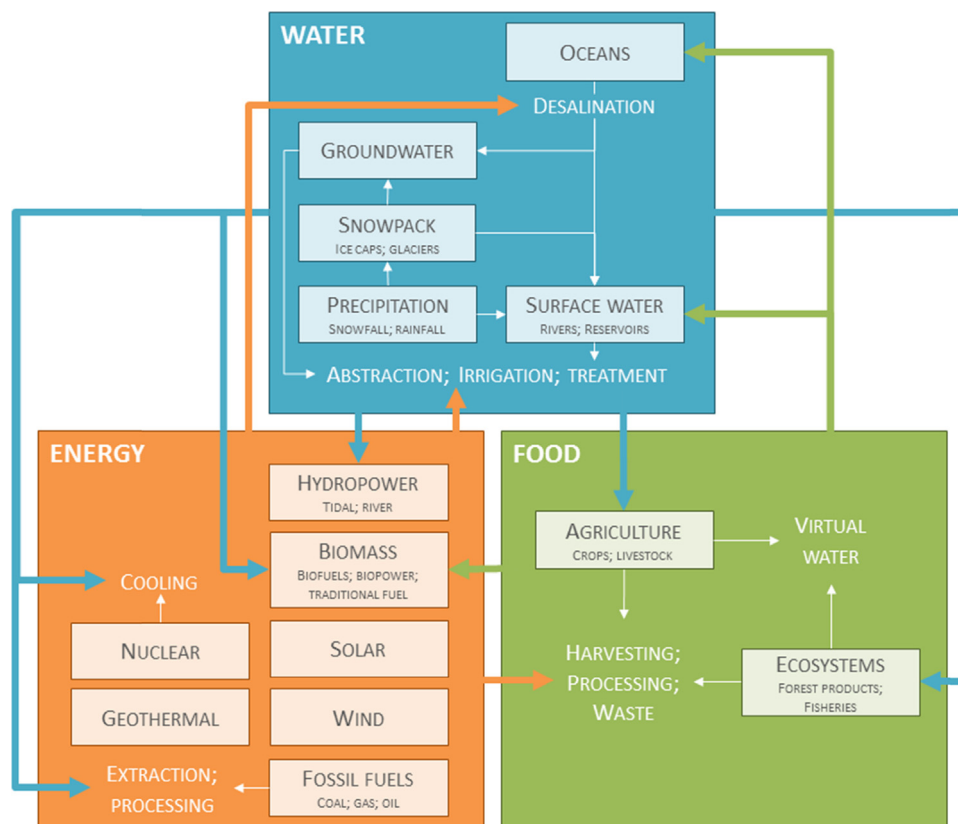 WATER
OCEANS
DESALINATION
GROUNDWATER
SNOWPACK
ICE CAPS; GLACIERS
PRECIPITATION
SNOWFALL; RAINFALL
SURFACE WATER
RIVERS; RESERVOIRS
ABSTRACTION; IRRIGATION; TREATMENT
ENERGY
HYDROPOWER
TIDAL; RIVER
BIOMASS
BIOFUELS; BIOPOWER;
TRADITIONAL FUEL
COOLING
NUCLEAR
SOLAR
GEOTHERMAL
WIND
EXTRACTION;
PROCESSING
FOSSIL FUELS
COAL; GAS; OIL
FOOD
AGRICULTURE
CROPS; LIVESTOCK
VIRTUAL
WATER
HARVESTING;
PROCESSING;
WASTE
ECOSYSTEMS
FOREST PRODUCTS;
FISHERIES